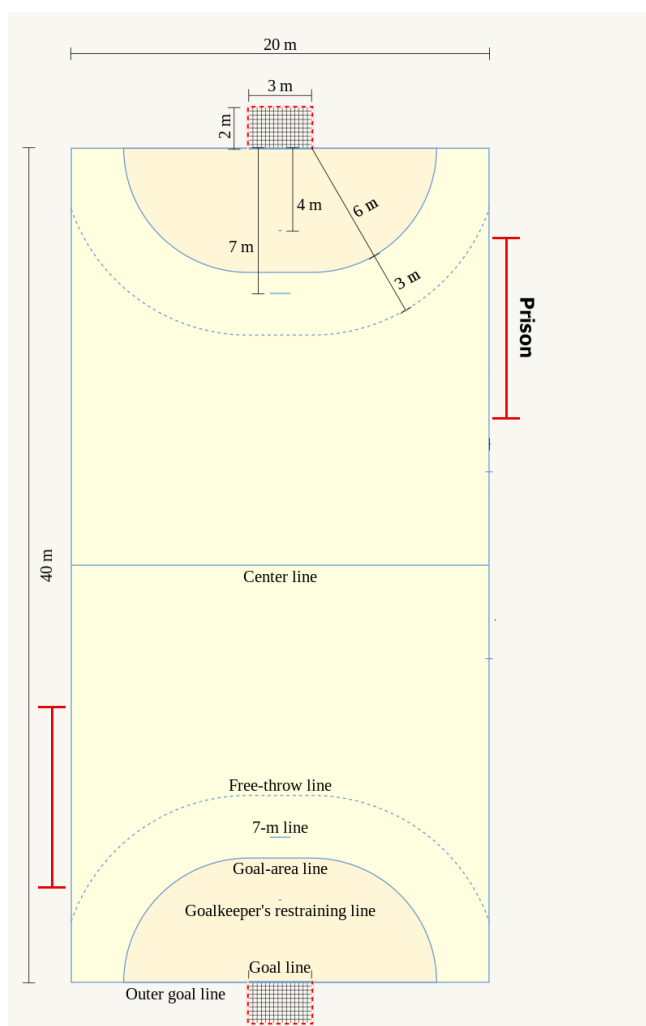 20 m
3 m
2 m
4 m
6 m
7 m
3 m
Prison
40 m
Center line
Free-throw line
7-m line
Goal-area line
Goalkeeper's restraining line
Goal line
Outer goal line